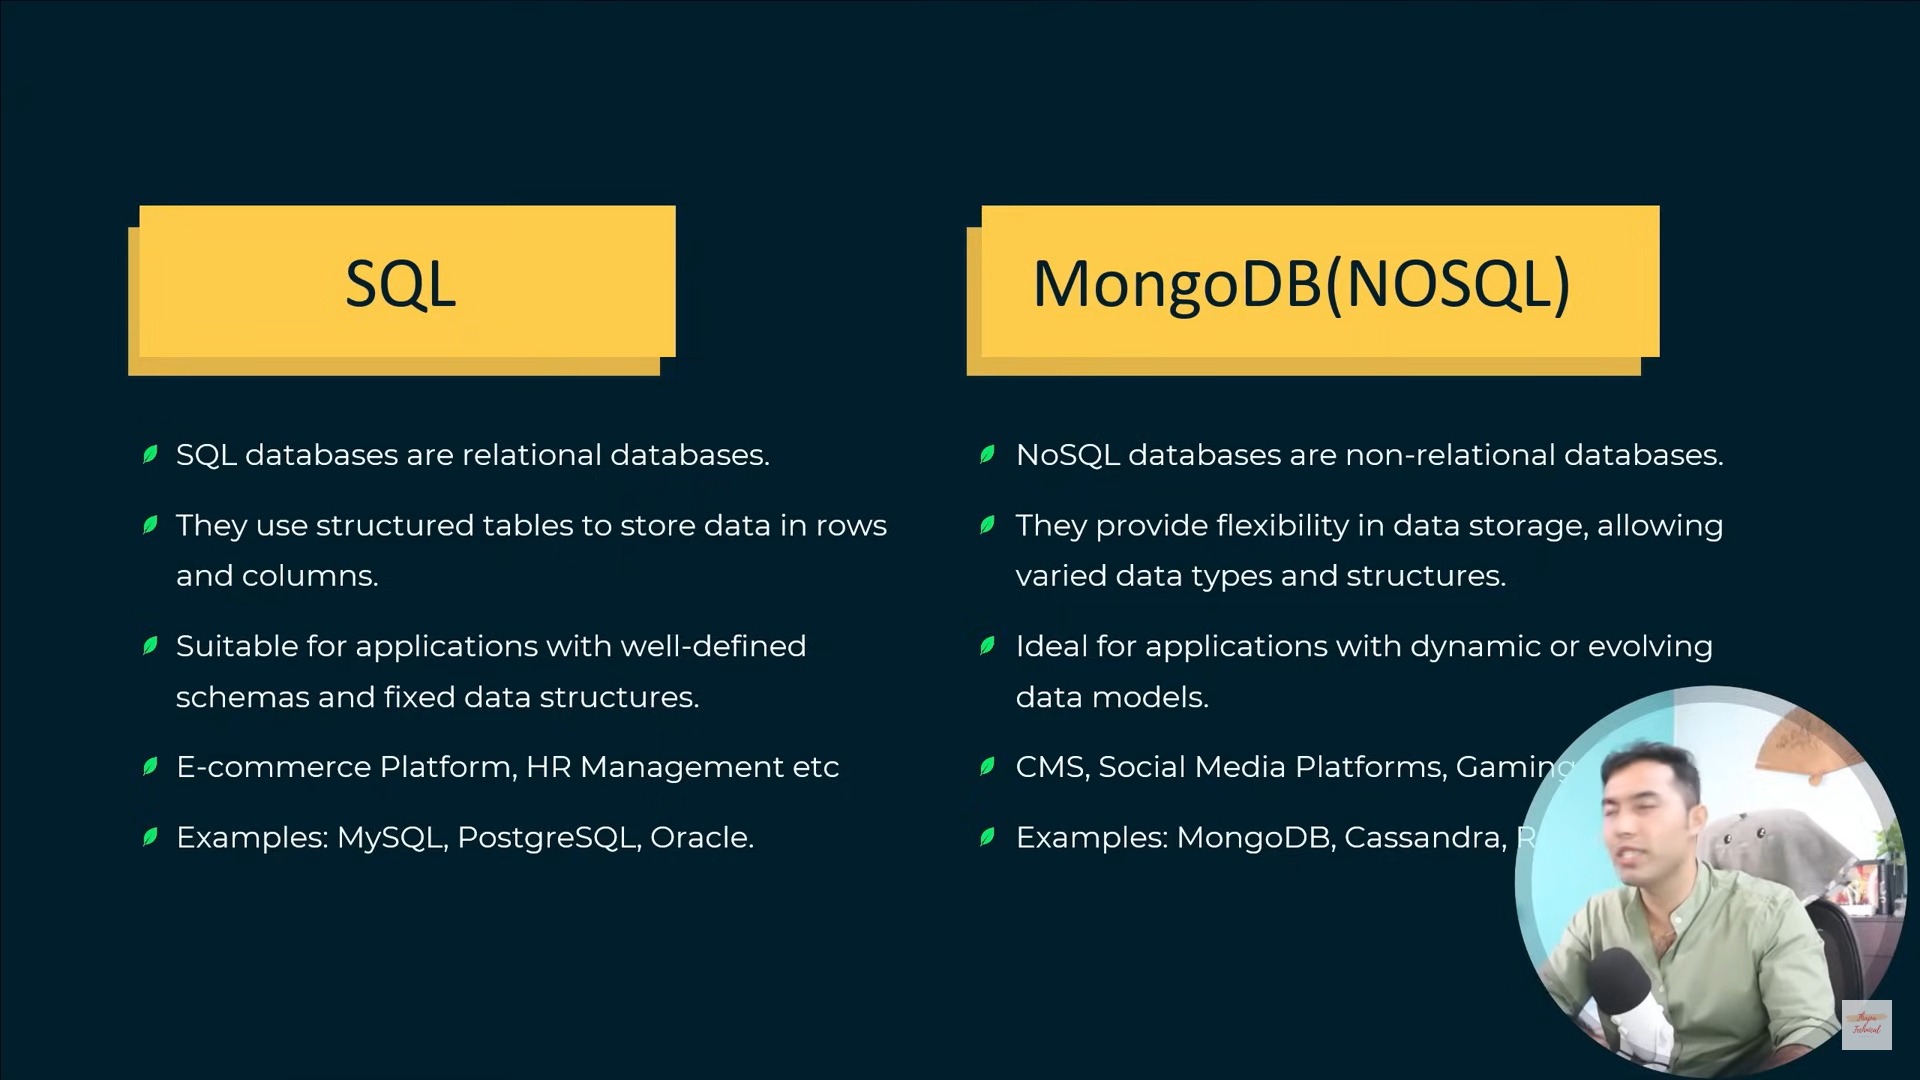 SQL
SQL databases are relational databases.
They use structured tables to store data in rows
and columns.
Suitable for applications with well-defined
schemas and fixed data structures.
E-commerce Platform, HR Management etc
Examples: MySQL, PostgreSQL, Oracle.
MongoDB(NOSQL)
NoSQL databases are non-relational databases.
They provide flexibility in data storage, allowing
varied data types and structures.
Ideal for applications with dynamic or evolving
data models.
CMS, Social Media Platforms, Gaming
Examples: MongoDB, Cassandra,
Thapa
Technical